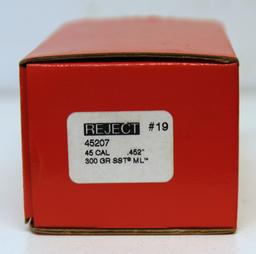 REJECT #19
45207
45 CAL .452"
300 GR SST® ML™